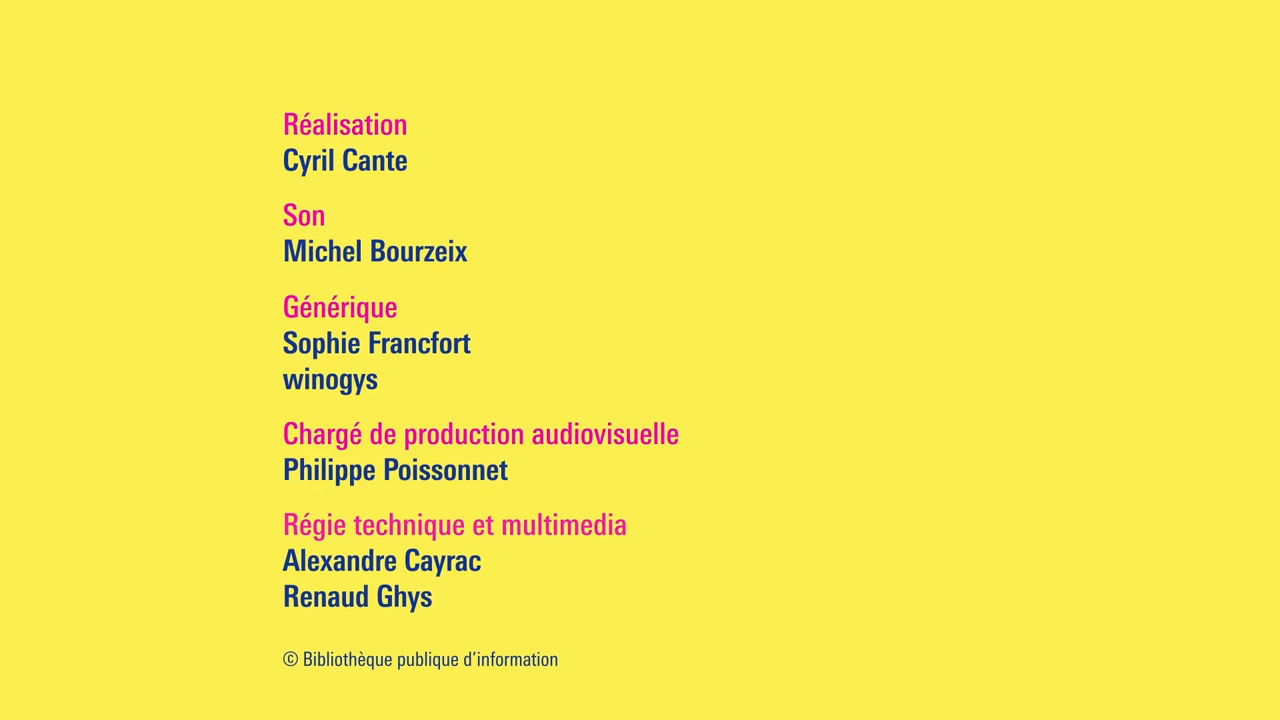 Réalisation
Cyril Cante
Son
Michel Bourzeix
Générique
Sophie Francfort
winogys
Chargé de production audiovisuelle
Philippe Poissonnet
Régie technique et multimedia
Alexandre Cayrac
Renaud Ghys
© Bibliothèque publique d’information